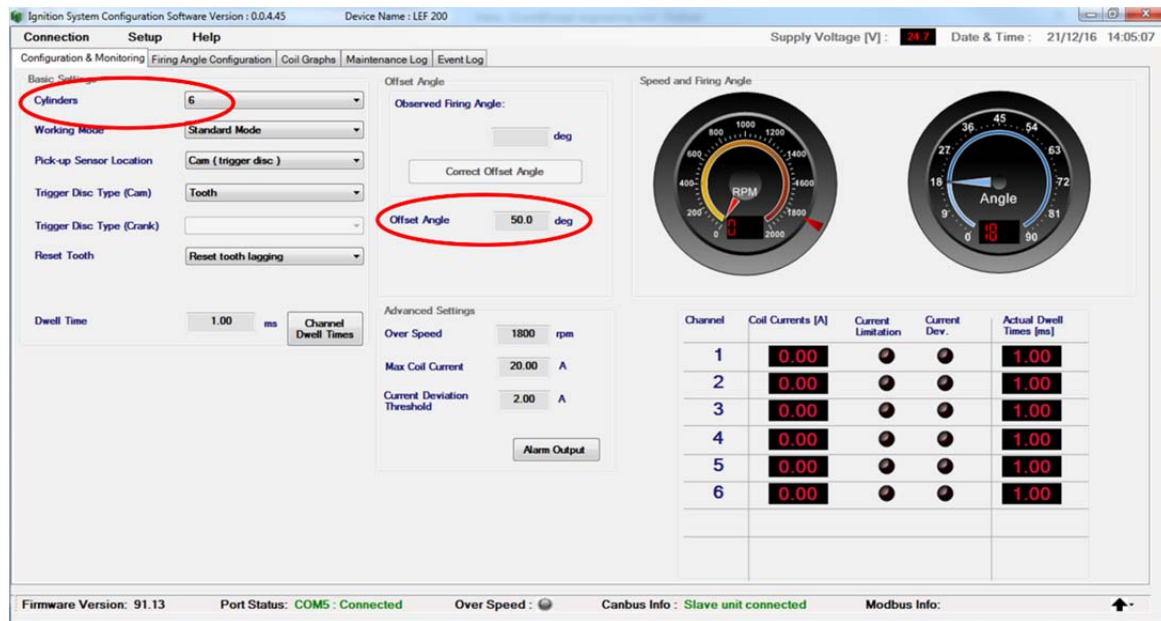 Ignition System Configuration Software Version : 0.0.4.45 Device Name : LEF 200
Connection Setup Help Supply Voltage [V] : 24.7 Date & Time : 21/12/16 14:05:07
Configuration & Monitoring Firing Angle Configuration Coil Graphs Maintenance Log Event Log
Basic Settings
Cylinders 6
Working Mode Standard Mode
Pick-up Sensor Location Cam ( trigger disc )
Trigger Disc Type (Cam) Tooth
Trigger Disc Type (Crank)
Reset Tooth Reset tooth lagging
Dwell Time 1.00 ms Channel
Dwell Times
Offset Angle
Observed Firing Angle:
deg
Correct Offset Angle
Offset Angle 50.0 deg
Advanced Settings
Over Speed 1800 rpm
Max Coil Current 20.00 A
Current Deviation
Threshold 2.00 A
Alarm Output
Speed and Firing Angle
0 200 400 600 800 1000 1200 1400 1600 1800 2000
RPM
0
0 9 18 27 36 45 54 63 72 81 90
Angle
18
Channel Coil Currents [A] Current
Limitation Current
Dev. Actual Dwell
Times [ms]
1 0.00 1.00
2 0.00 1.00
3 0.00 1.00
4 0.00 1.00
5 0.00 1.00
6 0.00 1.00
Firmware Version: 91.13 Port Status: COM5 : Connected Over Speed : Canbus Info : Slave unit connected Modbus Info: